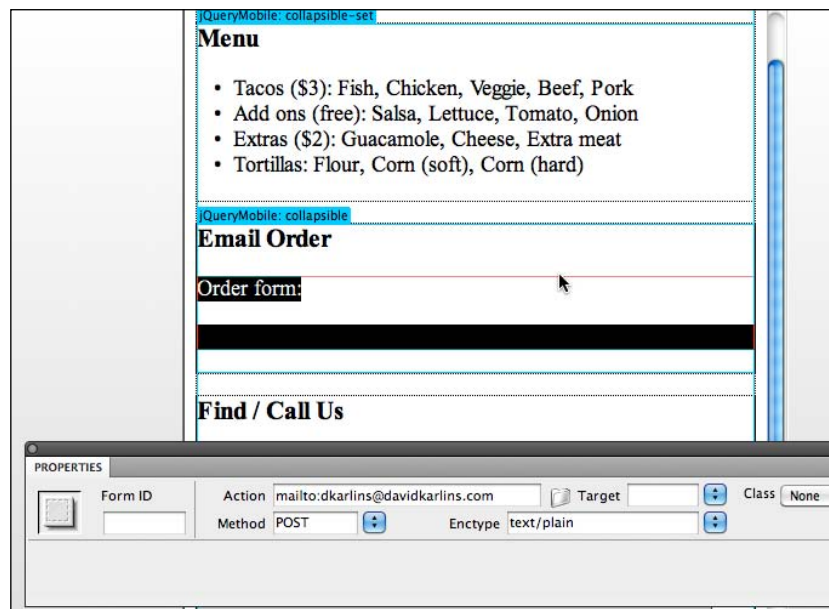 jQueryMobile: collapsible-set
Menu
• Tacos ($3): Fish, Chicken, Veggie, Beef, Pork
• Add ons (free): Salsa, Lettuce, Tomato, Onion
• Extras ($2): Guacamole, Cheese, Extra meat
• Tortillas: Flour, Corn (soft), Corn (hard)
jQueryMobile: collapsible
Email Order
Order form:
Find / Call Us
PROPERTIES
Form ID Action mailto:dkarlins@davidkarlins.com Target Class None
Method POST Enctype text/plain